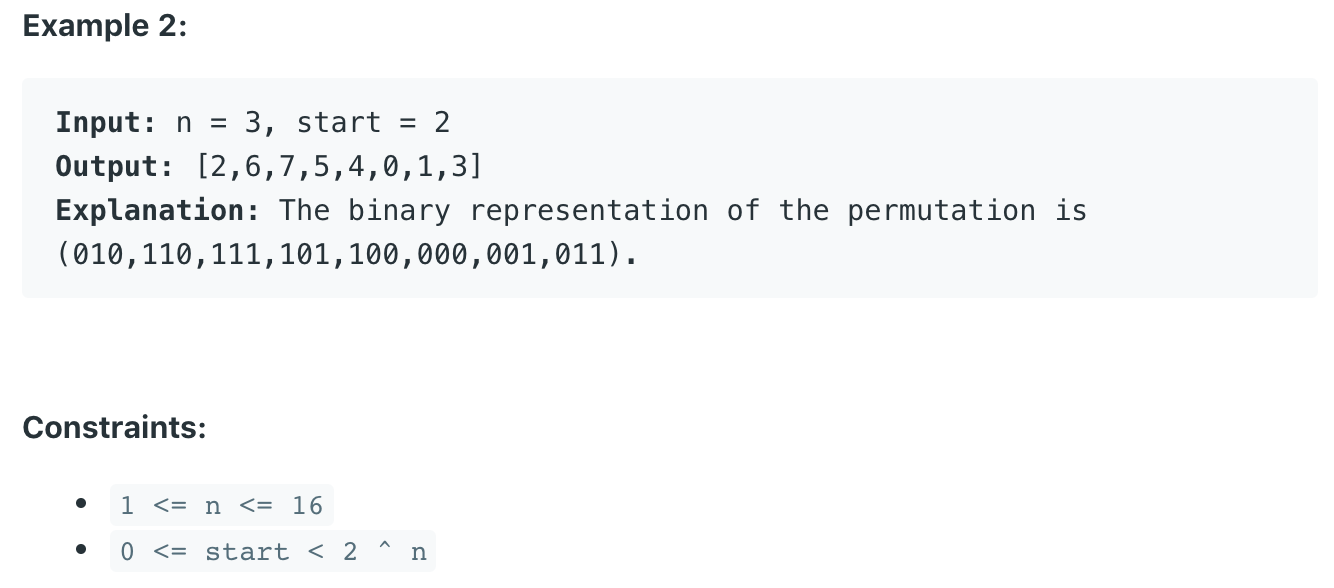 Example 2:
Input: n = 3, start = 2
Output: [2,6,7,5,4,0,1,3]
Explanation: The binary representation of the permutation is
(010,110,111,101,100,000,001,011).
Constraints:
• 1 <= n <= 16
• 0 <= start < 2 ^ n